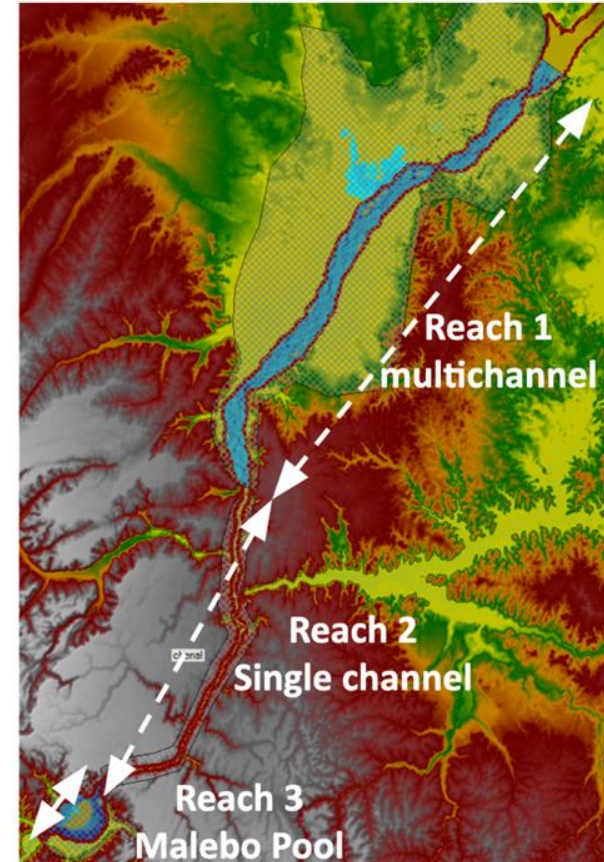 Reach 1
multichannel
Reach 2
Single channel
Reach 3
Malebo Pool